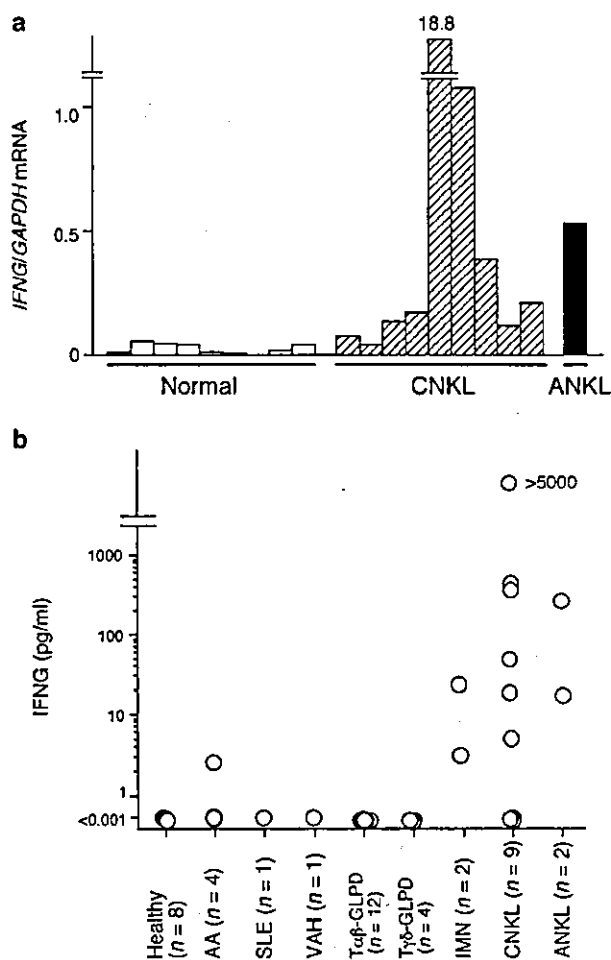 a
18.8
1.0
0.5
0
IFNG/GAPDH mRNA
Normal
CNKL
ANKL
b
>5000
1000
100
10
1
<0.001
IFNG (pg/ml)
Healthy
(n = 8)
AA (n = 4)
SLE (n = 1)
VAH (n = 1)
Tαβ-GLPD
(n = 12)
Tγδ-GLPD
(n = 4)
IMN (n = 2)
CNKL (n = 9)
ANKL (n = 2)